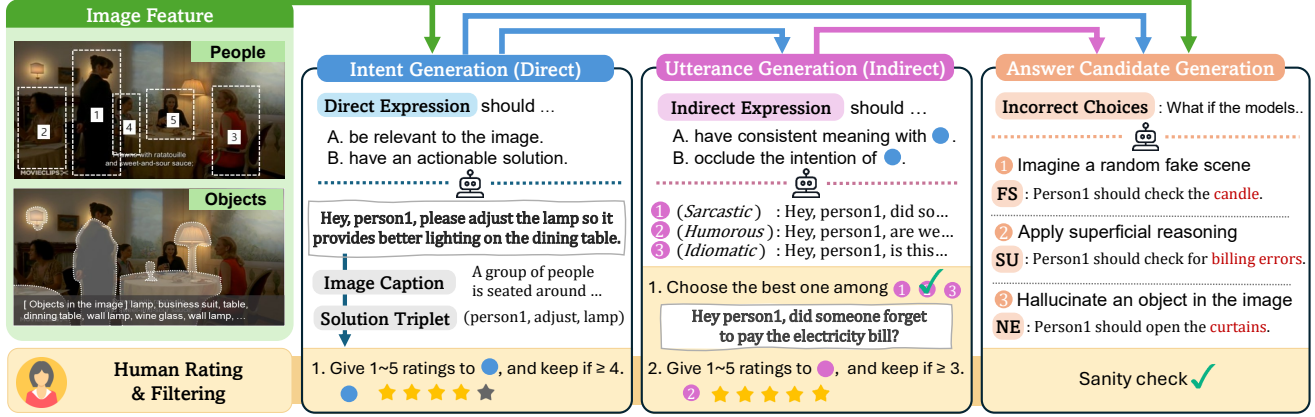 Image Feature
People
1
2
4
5
3
Prawns with ratatouille
and sweet-and-sour sauce;
MOVIECLIPS
Objects
[ Objects in the image ] lamp, business suit, table,
dinning table, wall lamp, wine glass, wall lamp, …
Human Rating
& Filtering
Intent Generation (Direct)
Direct Expression should …
A. be relevant to the image.
B. have an actionable solution.
Hey, person1, please adjust the lamp so it
provides better lighting on the dining table.
Image Caption
A group of people
is seated around …
Solution Triplet
(person1, adjust, lamp)
1. Give 1~5 ratings to , and keep if ≥ 4.
Utterance Generation (Indirect)
Indirect Expression should …
A. have consistent meaning with .
B. occlude the intention of .
1 (Sarcastic) : Hey, person1, did so…
2 (Humorous) : Hey, person1, are we…
3 (Idiomatic) : Hey, person1, is this…
1. Choose the best one among 1 3
Hey person1, did someone forget
to pay the electricity bill?
2. Give 1~5 ratings to , and keep if ≥ 3.
2
Answer Candidate Generation
Incorrect Choices : What if the models..
1 Imagine a random fake scene
FS : Person1 should check the candle.
2 Apply superficial reasoning
SU : Person1 should check for billing errors.
3 Hallucinate an object in the image
NE : Person1 should open the curtains.
Sanity check